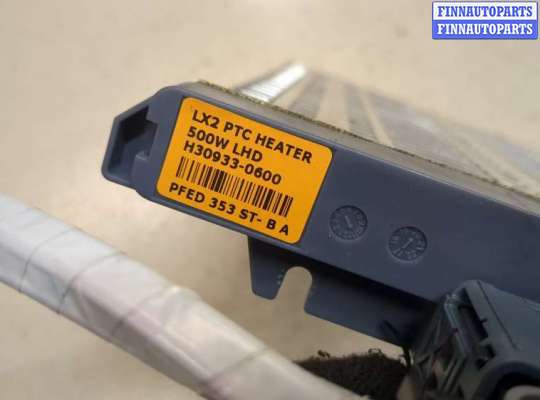 FINNAUTOPARTS
FINNAUTOPARTS
LX2 PTC HEATER
500W LHD
H30933-0600
PFED 353 ST- B A